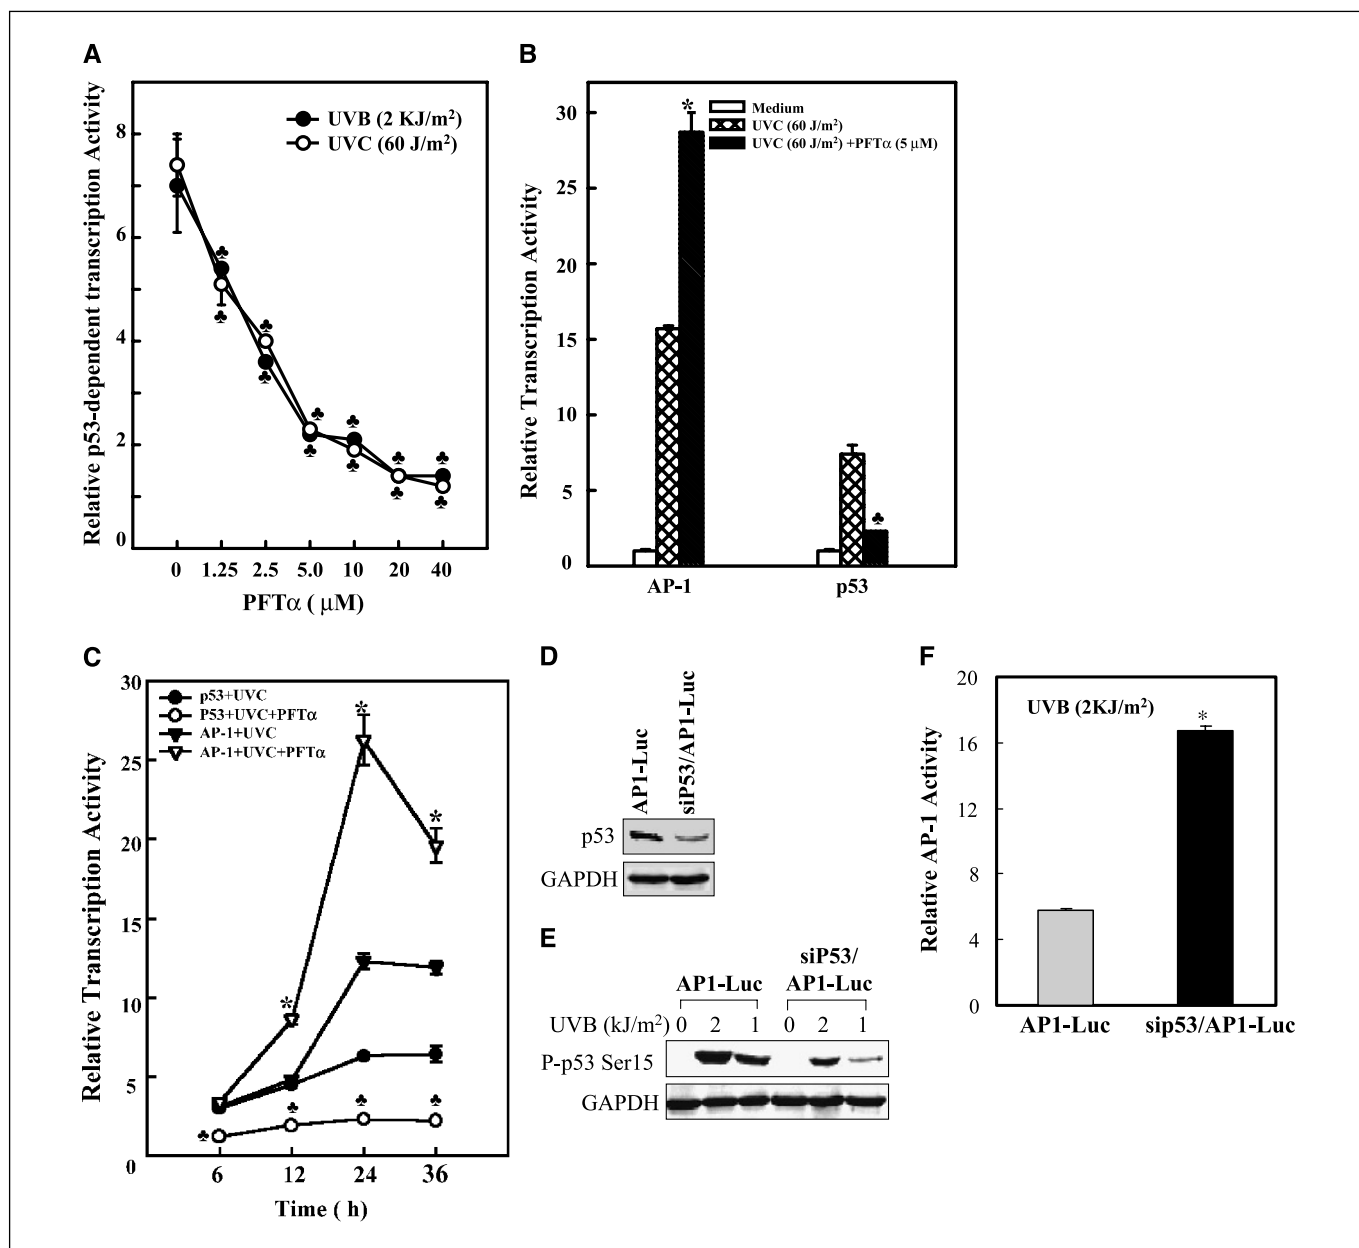 A
Relative p53-dependent transcription Activity
8
6
4
2
0
UVB (2 KJ/m²)
UVC (60 J/m²)
♣
♣
♣
♣
♣
♣
♣
♣
♣
♣
♣
♣
0 1.25 2.5 5.0 10 20 40
PFTα ( μM)
B
Relative Transcription Activity
30
25
20
15
10
5
0
*
Medium
UVC (60 J/m²)
UVC (60 J/m²) +PFTα (5 μM)
♣
AP-1 p53
C
Relative Transcription Activity
30
25
20
15
10
5
0
p53+UVC
P53+UVC+PFTα
AP-1+UVC
AP-1+UVC+PFTα
*
*
*
♣
♣
♣
♣
6 12 24 36
Time ( h)
D
AP1-Luc
siP53/AP1-Luc
p53
GAPDH
E
AP1-Luc
siP53/
AP1-Luc
UVB (kJ/m²) 0 2 1 0 2 1
P-p53 Ser15
GAPDH
F
Relative AP-1 Activity
20
16
12
8
4
0
UVB (2KJ/m²)
*
AP1-Luc sip53/AP1-Luc